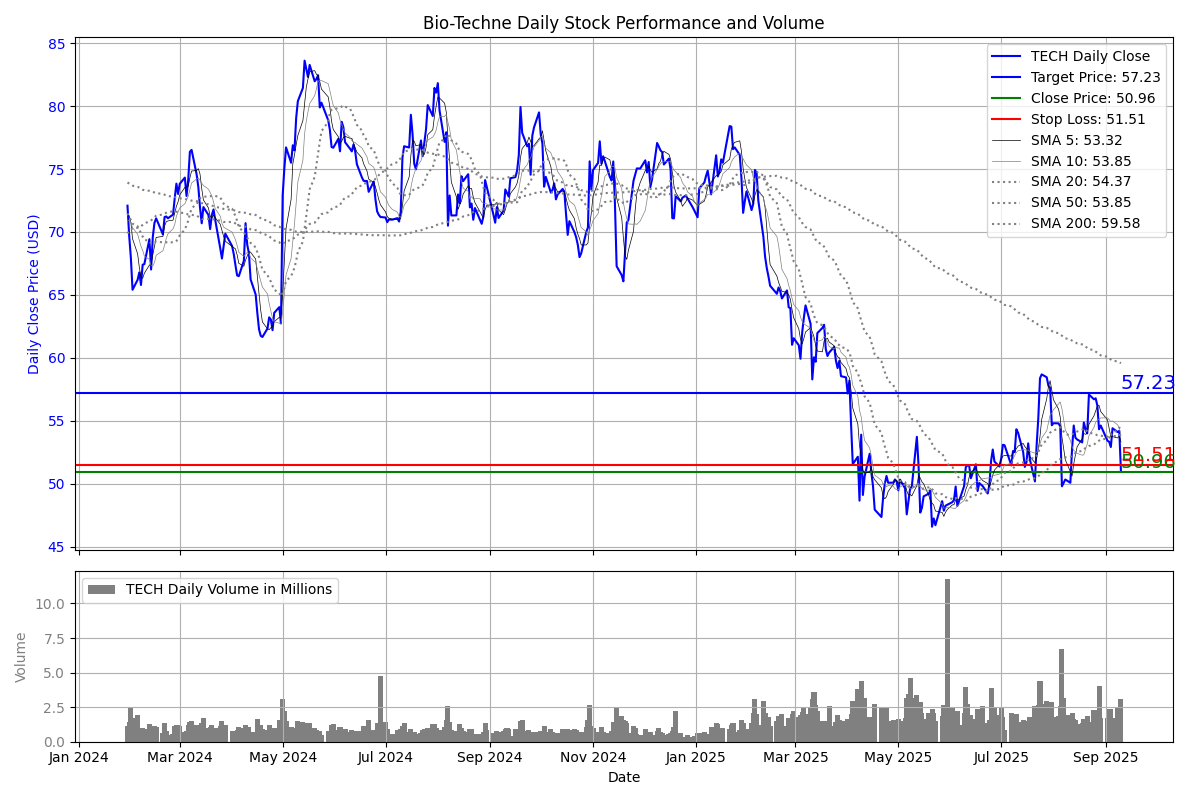 Bio-Techne Daily Stock Performance and Volume
Daily Close Price (USD)
85
80
75
70
65
60
55
50
45
TECH Daily Close
Target Price: 57.23
Close Price: 50.96
Stop Loss: 51.51
SMA 5: 53.32
SMA 10: 53.85
SMA 20: 54.37
SMA 50: 53.85
SMA 200: 59.58
57.23
51.51
50.96
TECH Daily Volume in Millions
Volume
10.0
7.5
5.0
2.5
0.0
Jan 2024 Mar 2024 May 2024 Jul 2024 Sep 2024 Nov 2024 Jan 2025 Mar 2025 May 2025 Jul 2025 Sep 2025
Date